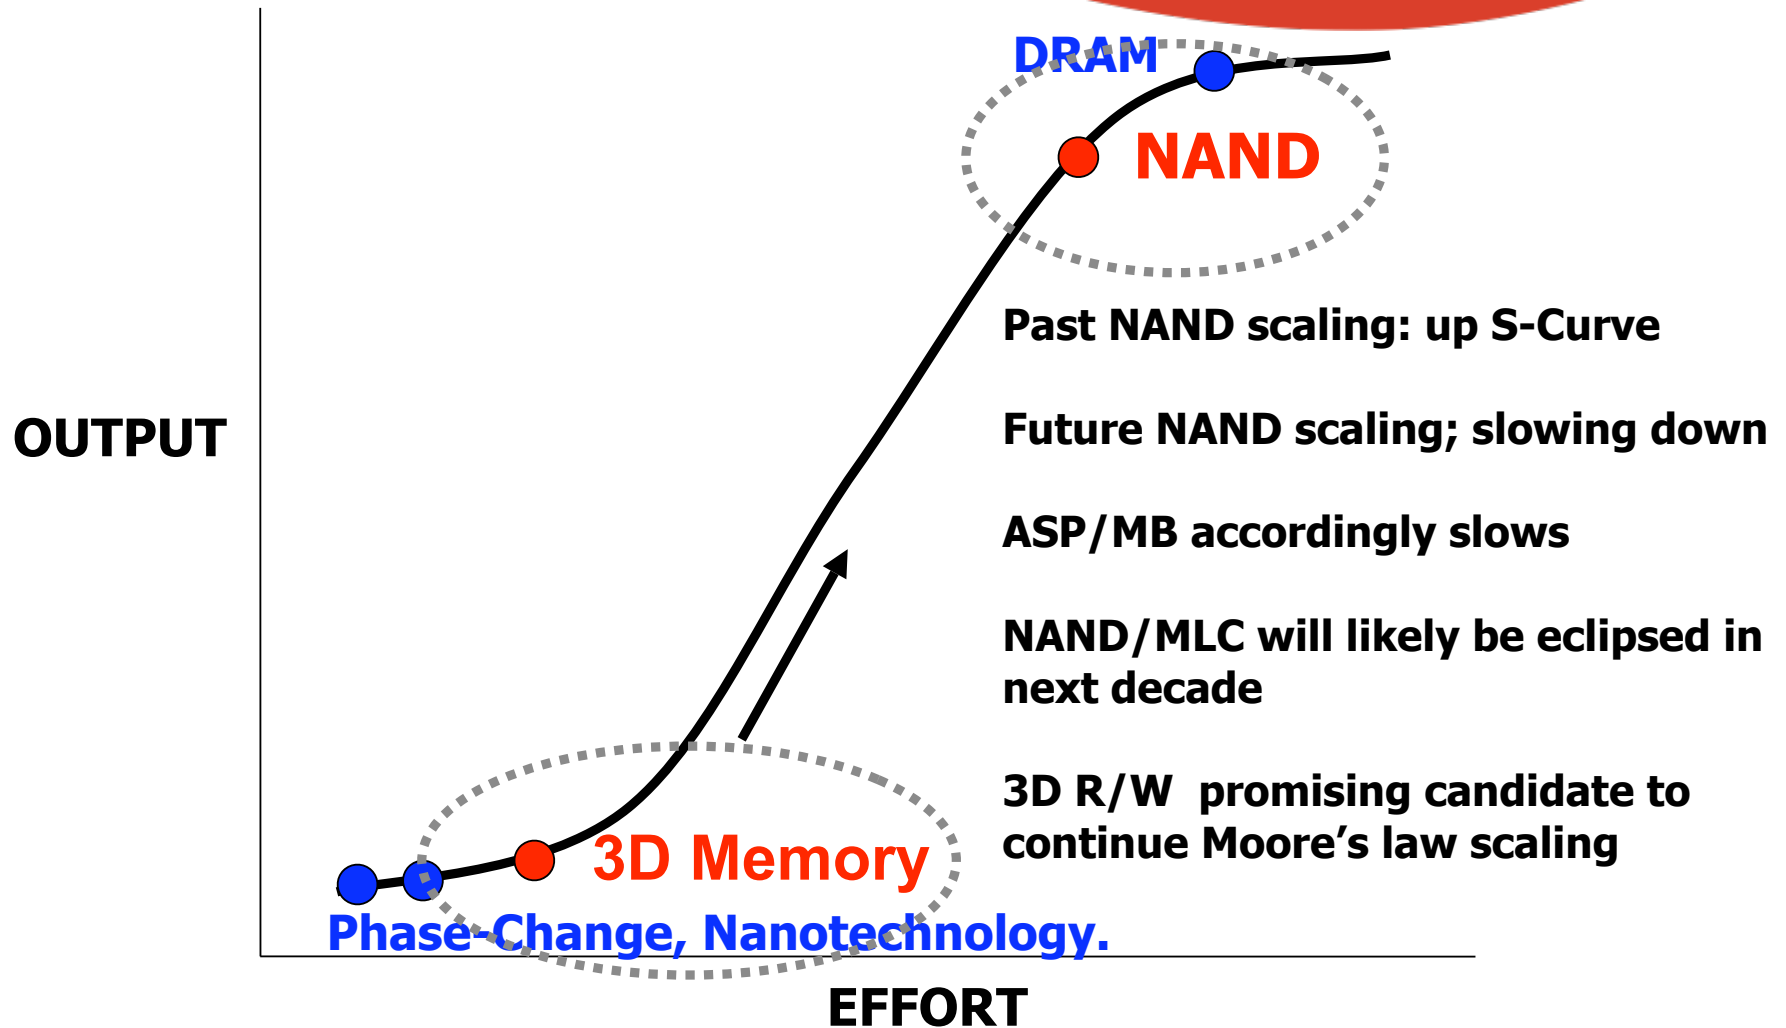 DRAM
NAND
Past NAND scaling: up S-Curve
Future NAND scaling; slowing down
OUTPUT
ASP/MB accordingly slows
NAND/MLC will likely be eclipsed in
next decade
3D R/W promising candidate to
continue Moore's law scaling
3D Memory
Phase-Change, Nanotechnology.
EFFORT